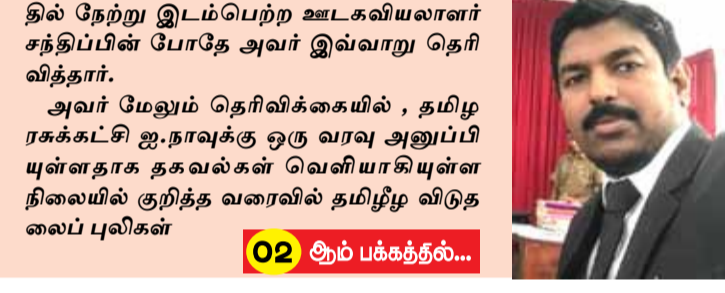 தில் நேற்று இடம்பெற்ற ஊடகவியலாளர்
சந்திப்பின் போதே அவர் இவ்வாறு தெரி
வித்தார்.
அவர் மேலும் தெரிவிக்கையில் , தமிழ
ரசுக்கட்சி ஐ.நாவுக்கு ஒரு வரவு அனுப்பி
யுள்ளதாக தகவல்கள் வெளியாகியுள்ள
நிலையில் குறித்த வரைவில் தமிழீழ விடுத
லைப் புலிகள்
02 ஆம் பக்கத்தில்...